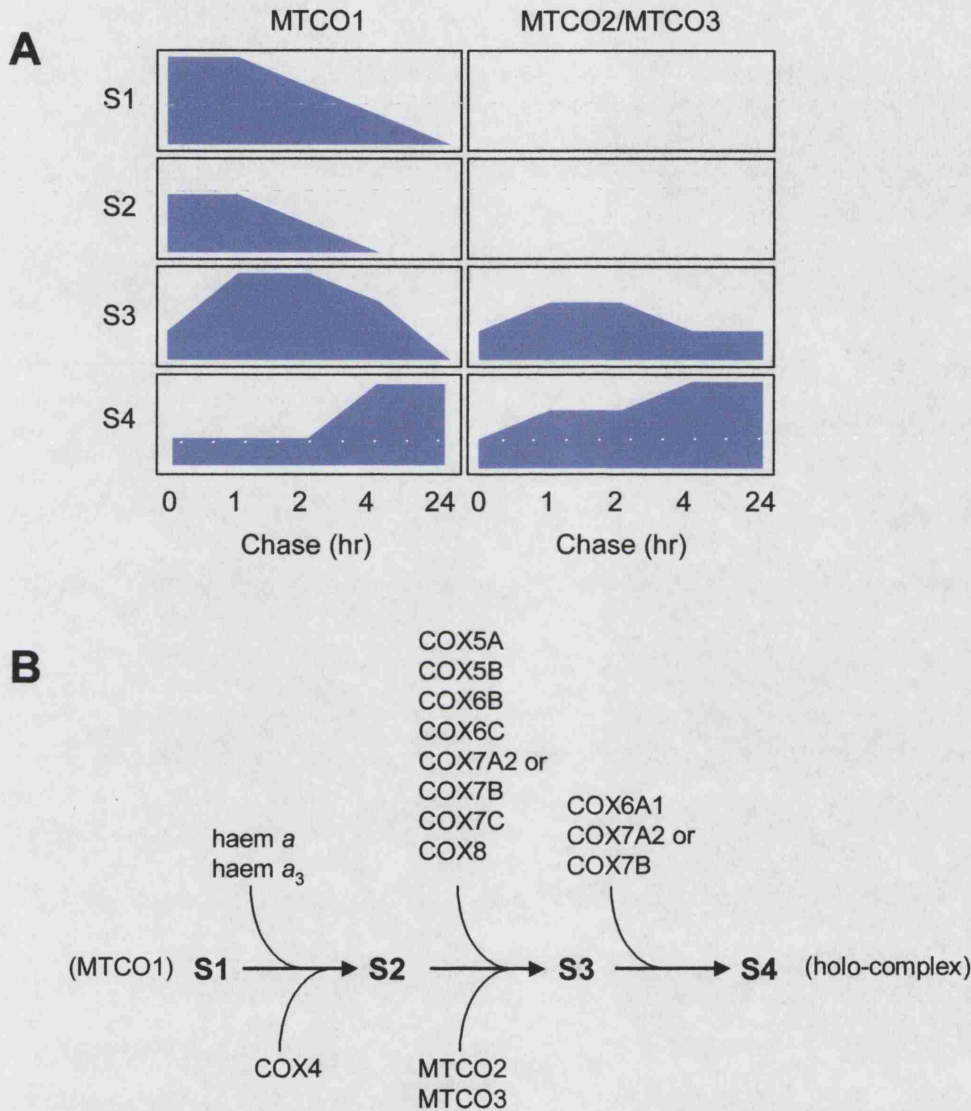 A
MTCO1 MTCO2/MTCO3
S1
S2
S3
S4
0 1 2 4 24 0 1 2 4 24
Chase (hr) Chase (hr)
B
COX5A
COX5B
COX6B
COX6C
COX7A2 or
COX7B
COX7C
COX8
COX6A1
COX7A2 or
COX7B
haem a
haem a3
(MTCO1) S1 S2 S3 S4 (holo-complex)
COX4
MTCO2
MTCO3